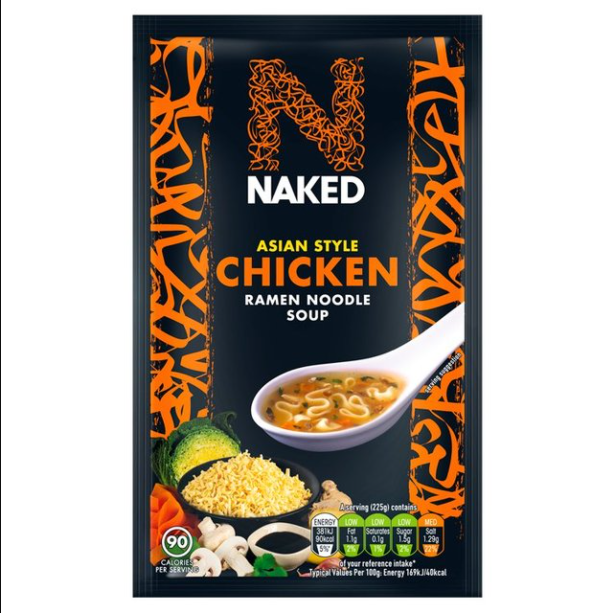 N
NAKED
ASIAN STYLE
CHICKEN
RAMEN NOODLE
SOUP
serving suggestion
A serving (225g) contains
ENERGY
381kJ
90kcal
5%
LOW
Fat
1.1g
2%
LOW
Saturates
0.1g
1%
LOW
Sugar
1.5g
2%
MED
Salt
1.29g
22%
of your reference intake*
Typical Values Per 100g: Energy 169kJ/40kcal
90
CALORIES
PER SERVING